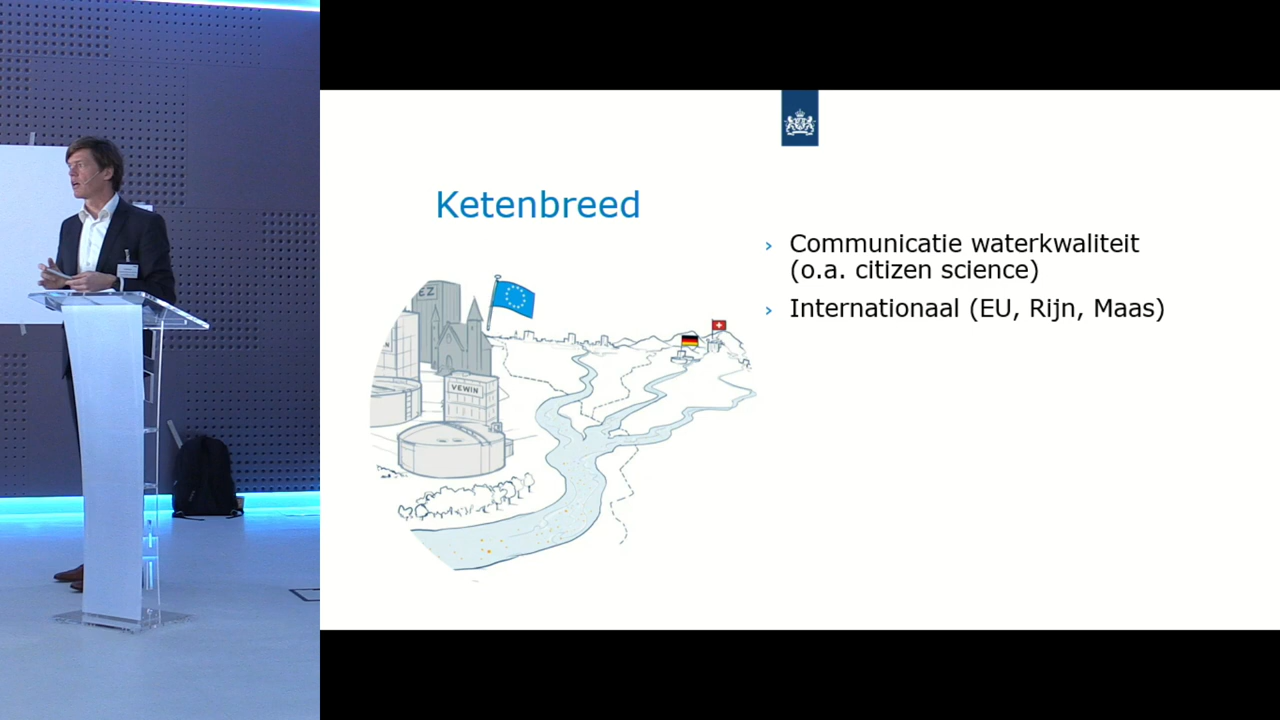 Ketenbreed
› Communicatie waterkwaliteit
(o.a. citizen science)
› Internationaal (EU, Rijn, Maas)
EZ
VEWIN